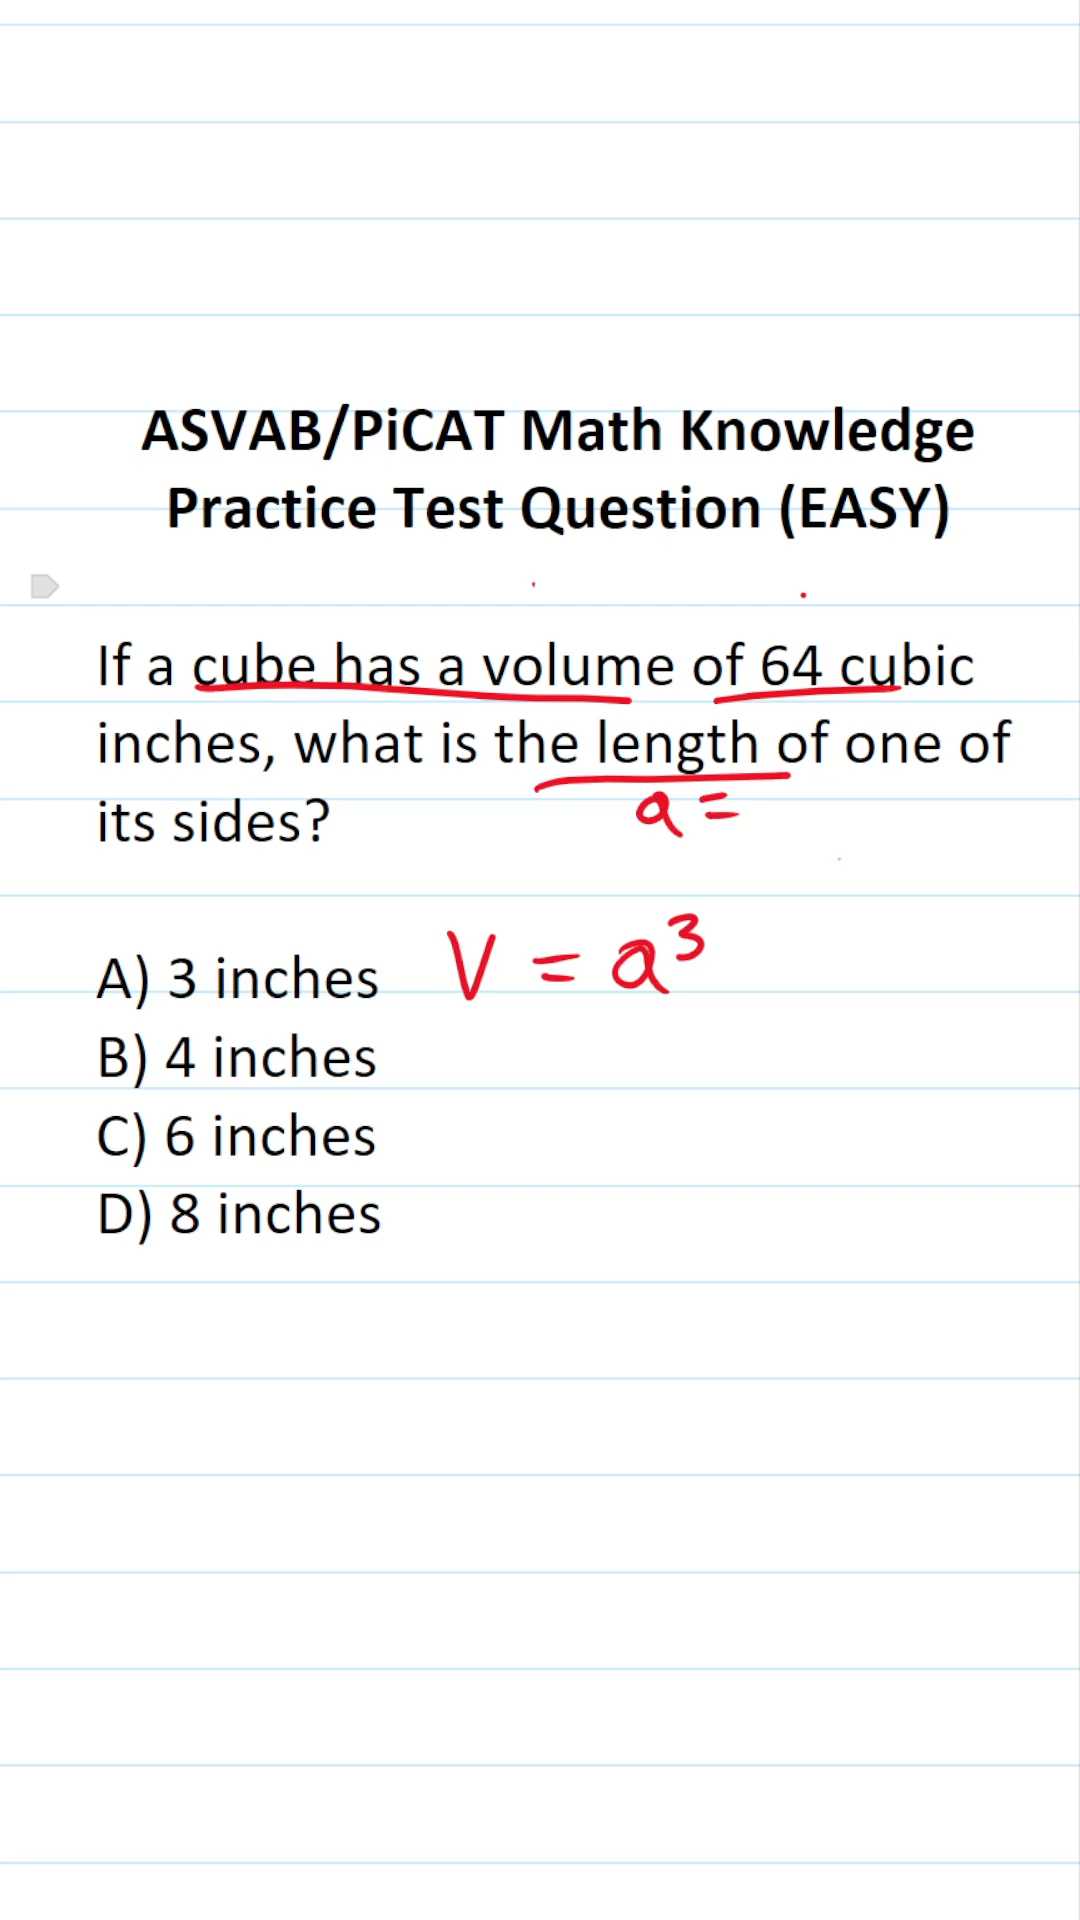 ASVAB/PiCAT Math Knowledge
Practice Test Question (EASY)
If a cube has a volume of 64 cubic
inches, what is the length of one of
its sides?
a =
A) 3 inches
V = a³
B) 4 inches
C) 6 inches
D) 8 inches